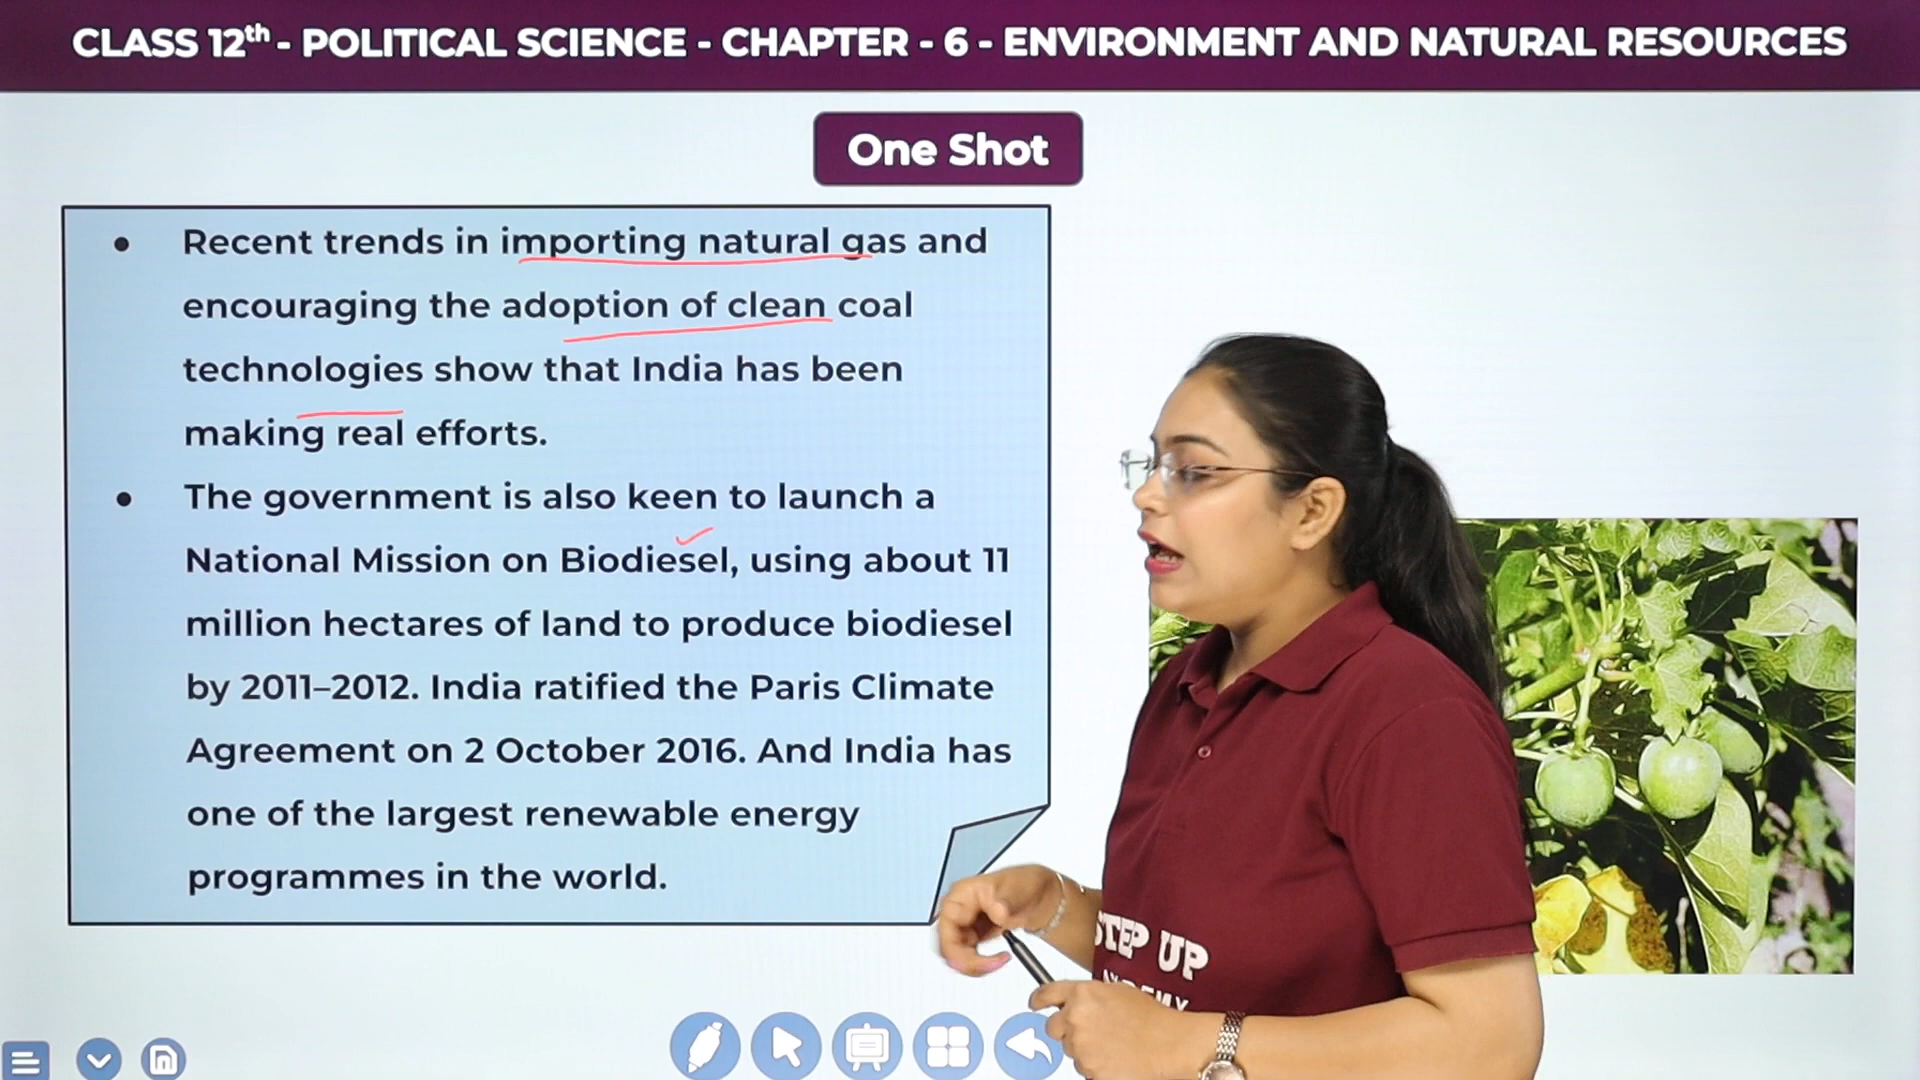 CLASS 12th - POLITICAL SCIENCE - CHAPTER - 6 - ENVIRONMENT AND NATURAL RESOURCES
One Shot
• Recent trends in importing natural gas and
encouraging the adoption of clean coal
technologies show that India has been
making real efforts.
• The government is also keen to launch a
National Mission on Biodiesel, using about 11
million hectares of land to produce biodiesel
by 2011–2012. India ratified the Paris Climate
Agreement on 2 October 2016. And India has
one of the largest renewable energy
programmes in the world.
STEP UP